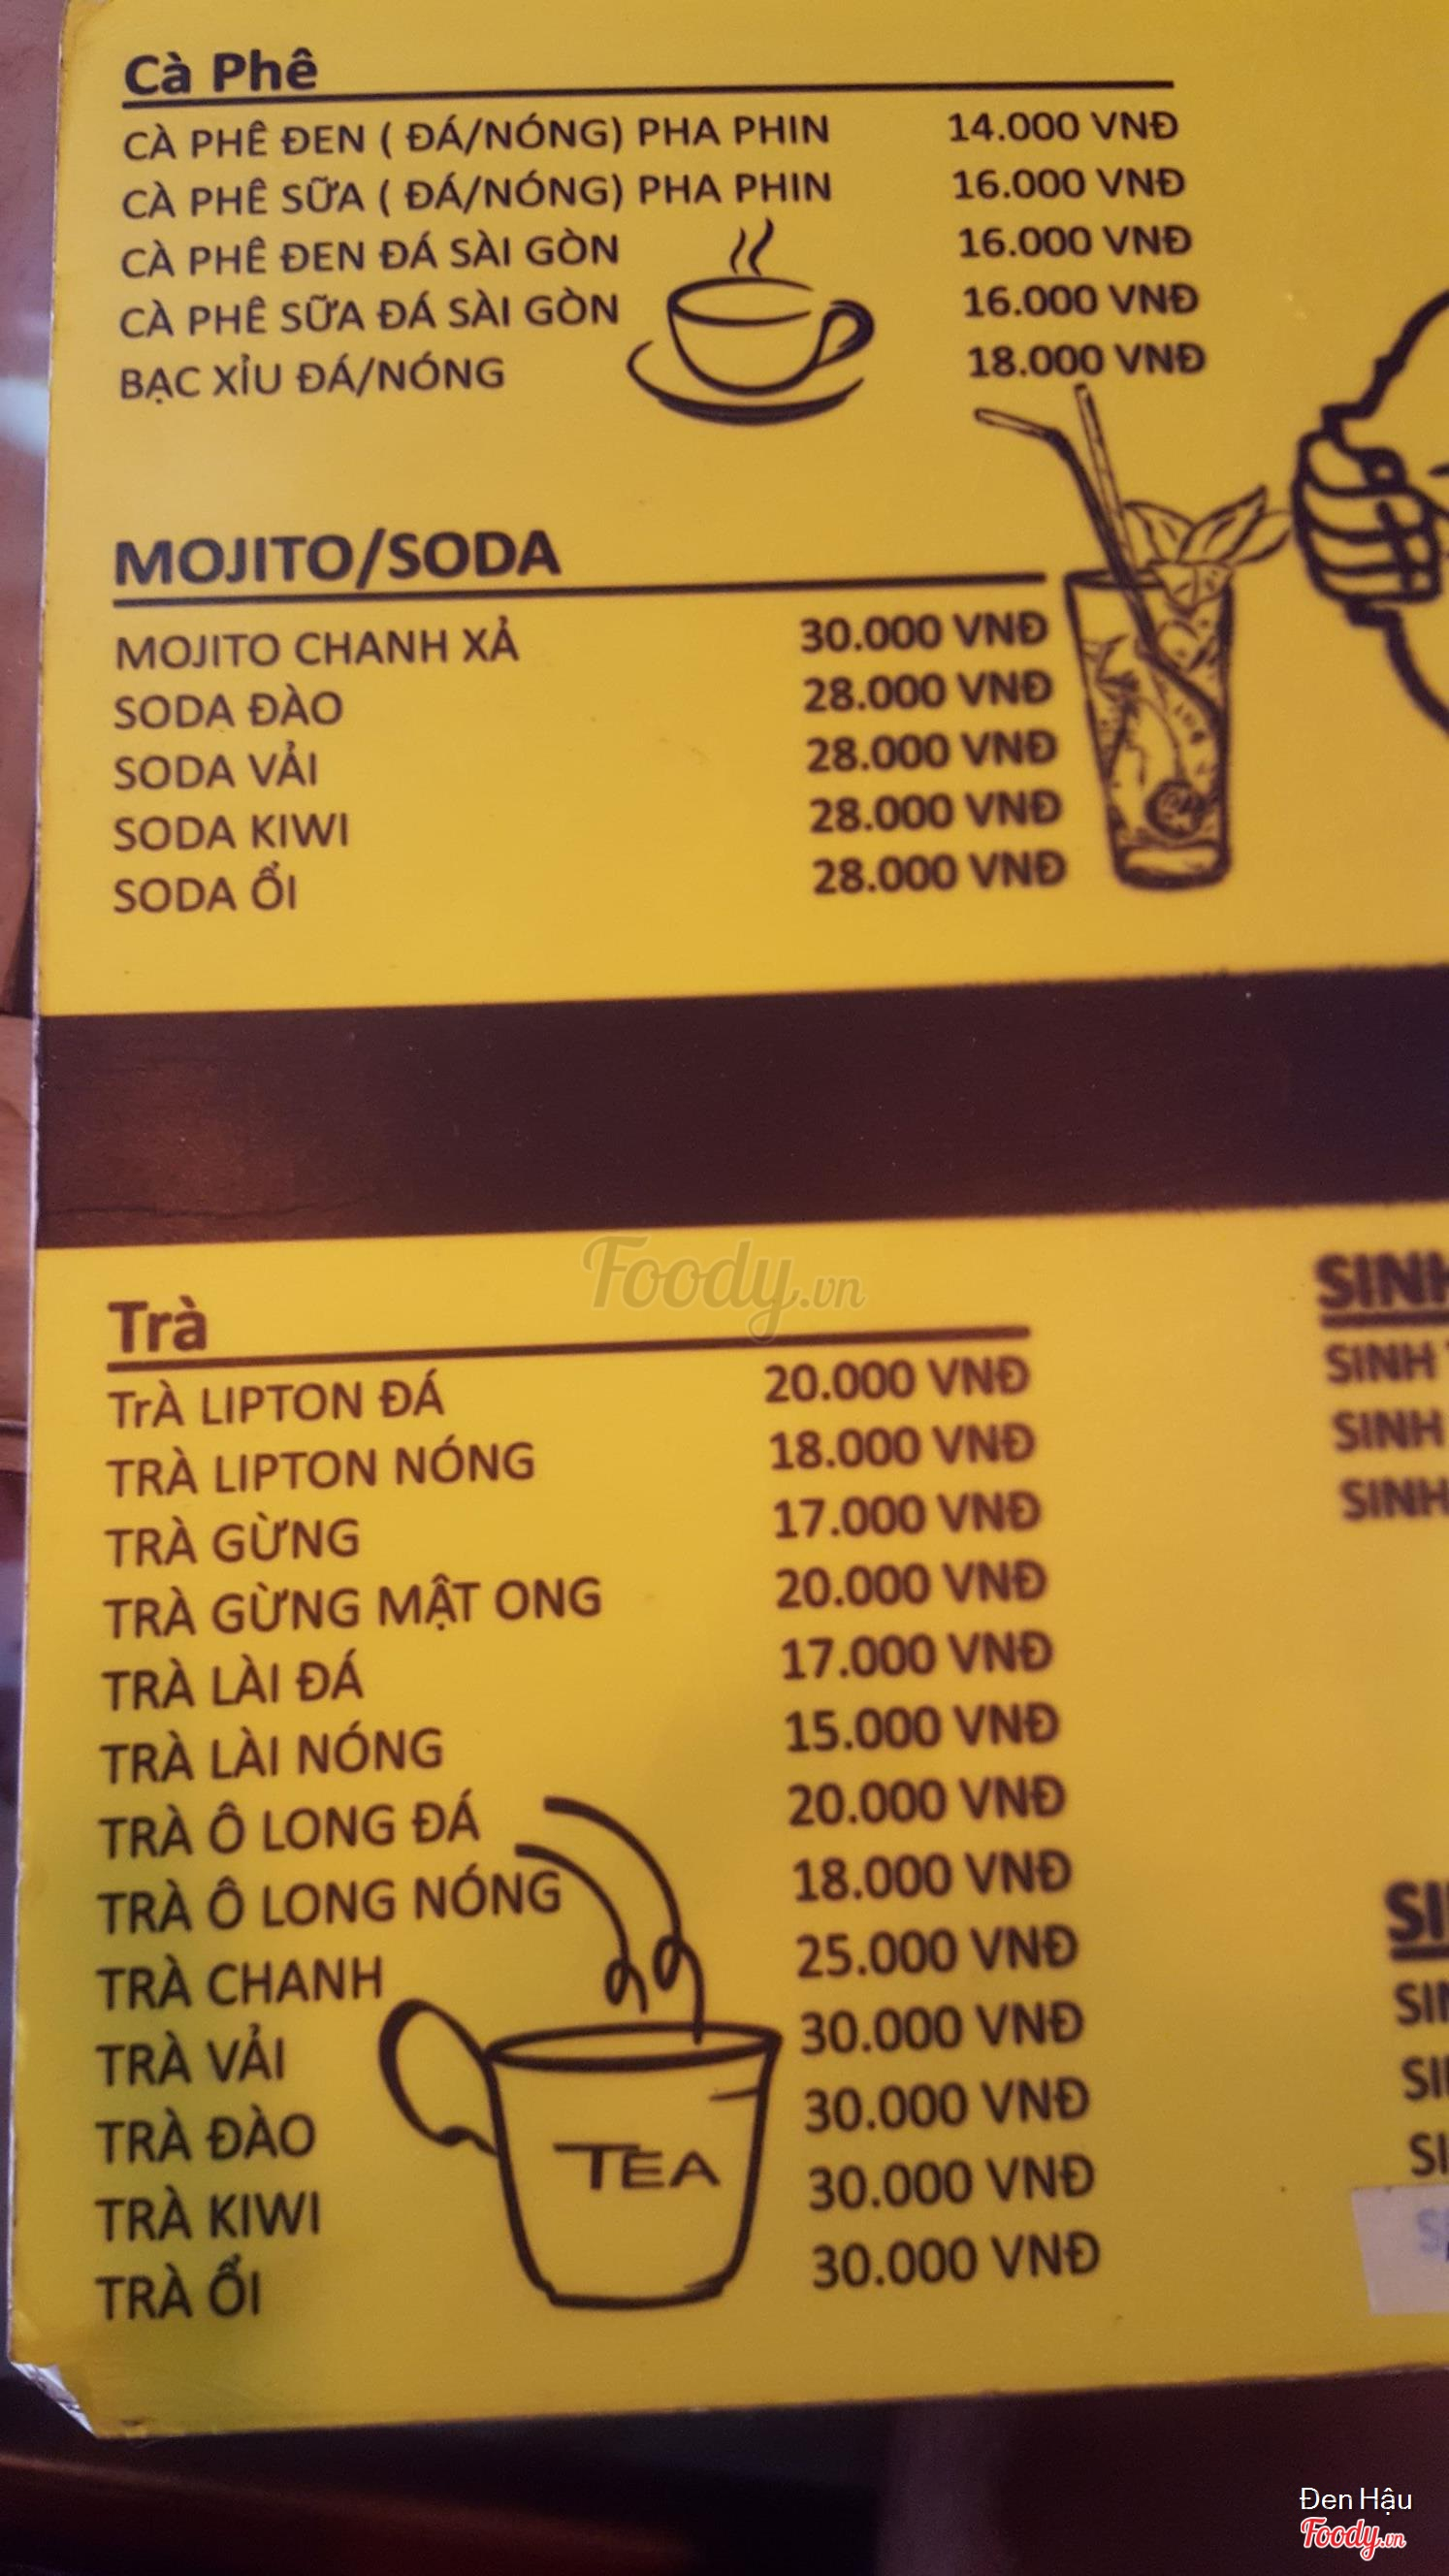 Cà Phê
CÀ PHÊ ĐEN ( ĐÁ/NÓNG) PHA PHIN 14.000 VNĐ
CÀ PHÊ SỮA ( ĐÁ/NÓNG) PHA PHIN 16.000 VNĐ
CÀ PHÊ ĐEN ĐÁ SÀI GÒN 16.000 VNĐ
CÀ PHÊ SỮA ĐÁ SÀI GÒN 16.000 VNĐ
BẠC XỈU ĐÁ/NÓNG 18.000 VNĐ
MOJITO/SODA
MOJITO CHANH XẢ 30.000 VNĐ
SODA ĐÀO 28.000 VNĐ
SODA VẢI 28.000 VNĐ
SODA KIWI 28.000 VNĐ
SODA ỔI 28.000 VNĐ
Foody.vn
Trà
TrÀ LIPTON ĐÁ 20.000 VNĐ
TRÀ LIPTON NÓNG 18.000 VNĐ
TRÀ GỪNG 17.000 VNĐ
TRÀ GỪNG MẬT ONG 20.000 VNĐ
TRÀ LÀI ĐÁ 17.000 VNĐ
TRÀ LÀI NÓNG 15.000 VNĐ
TRÀ Ô LONG ĐÁ 20.000 VNĐ
TRÀ Ô LONG NÓNG 18.000 VNĐ
TRÀ CHANH 25.000 VNĐ
TRÀ VẢI 30.000 VNĐ
TRÀ ĐÀO 30.000 VNĐ
TRÀ KIWI 30.000 VNĐ
TRÀ ỔI 30.000 VNĐ
TEA
SINH
SINH
SINH
SINH
Đen Hậu
Foody.vn